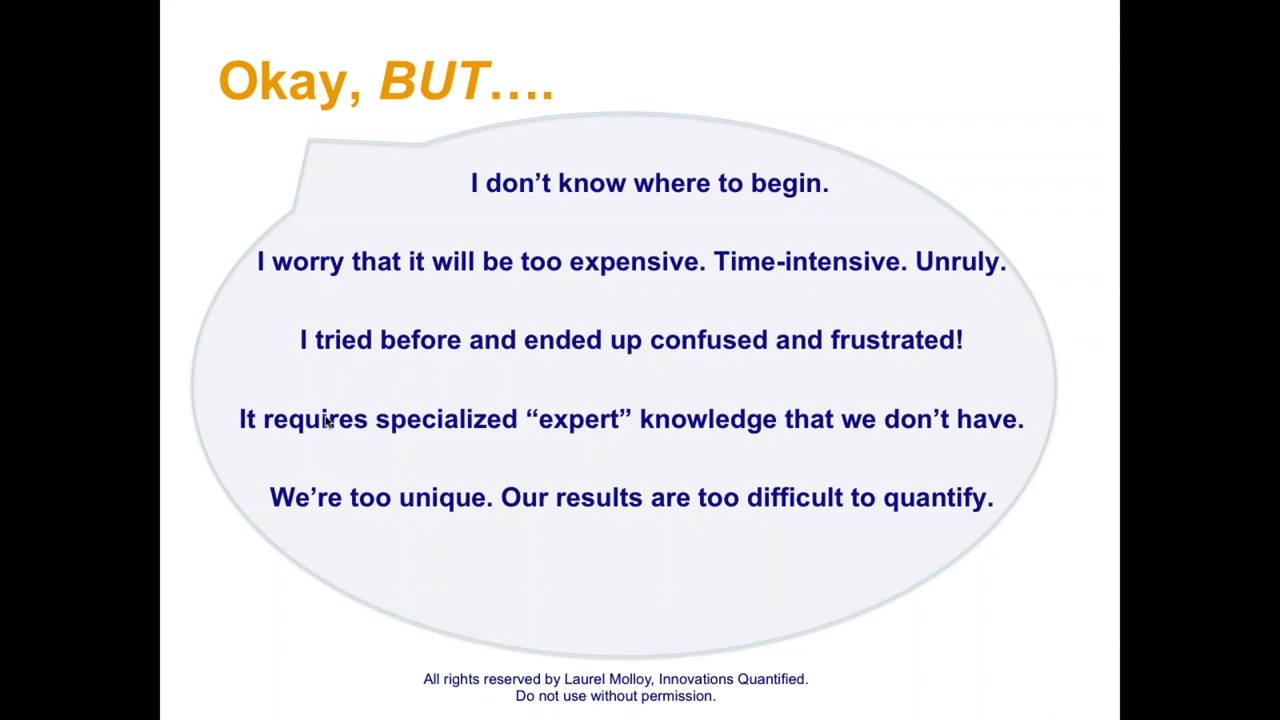 Okay, BUT….
I don’t know where to begin.
I worry that it will be too expensive. Time-intensive. Unruly.
I tried before and ended up confused and frustrated!
It requires specialized “expert” knowledge that we don’t have.
We’re too unique. Our results are too difficult to quantify.
All rights reserved by Laurel Molloy, Innovations Quantified.
Do not use without permission.